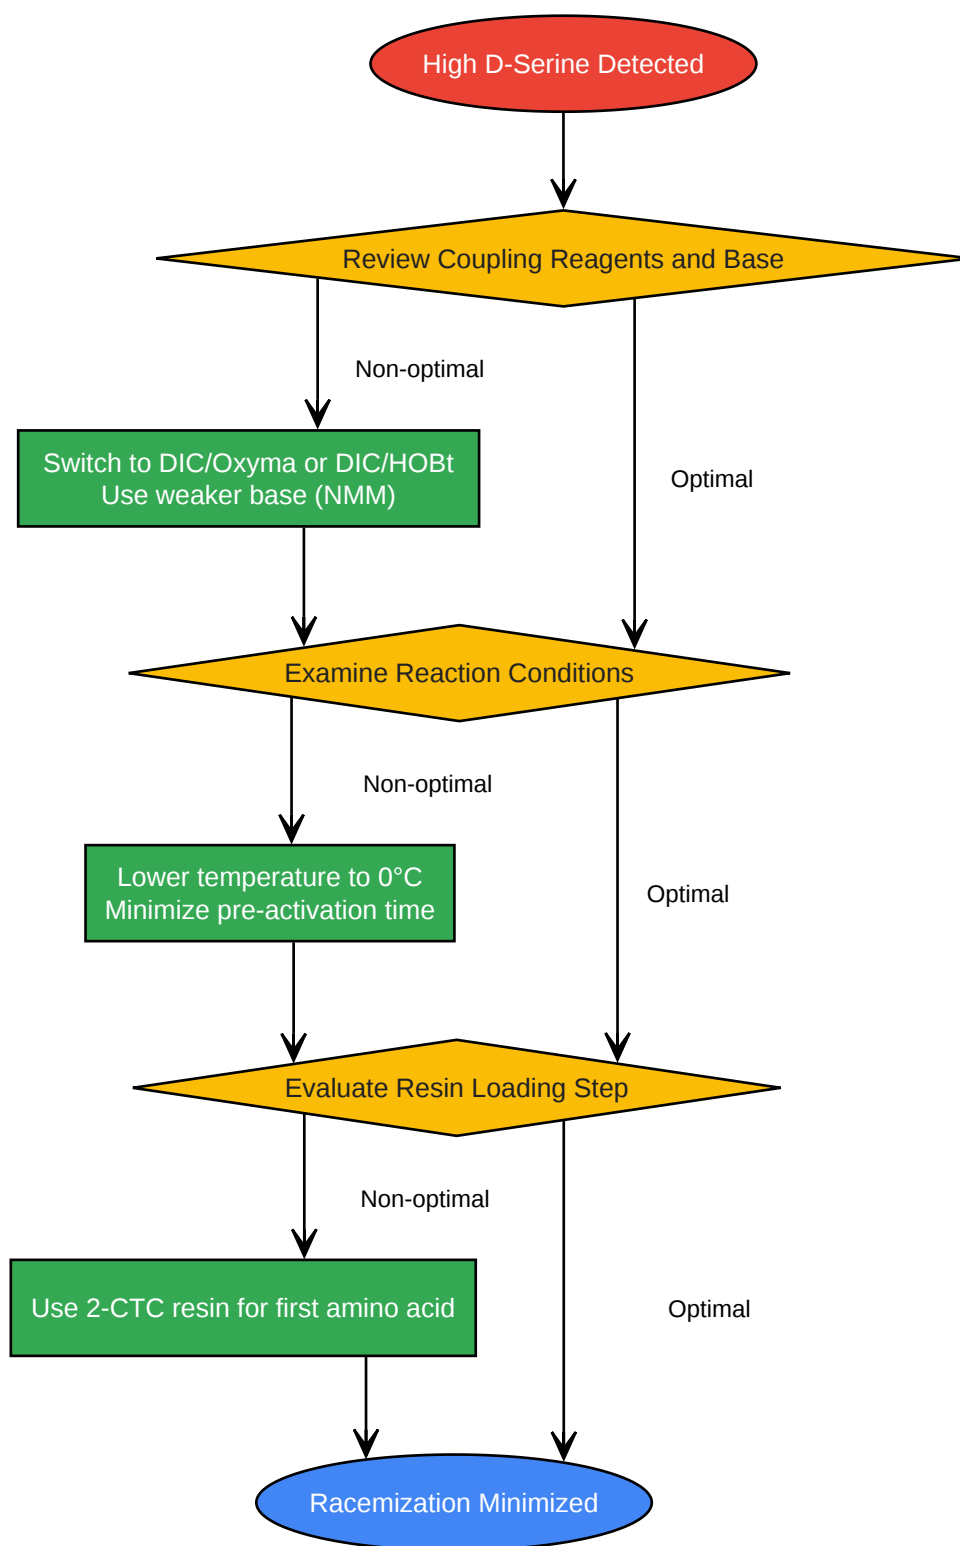 High D-Serine Detected
Review Coupling Reagents and Base
Non-optimal
Switch to DIC/Oxyma or DIC/HOBt
Use weaker base (NMM)
Optimal
Examine Reaction Conditions
Non-optimal
Lower temperature to 0°C
Minimize pre-activation time
Optimal
Evaluate Resin Loading Step
Non-optimal
Use 2-CTC resin for first amino acid
Optimal
Racemization Minimized